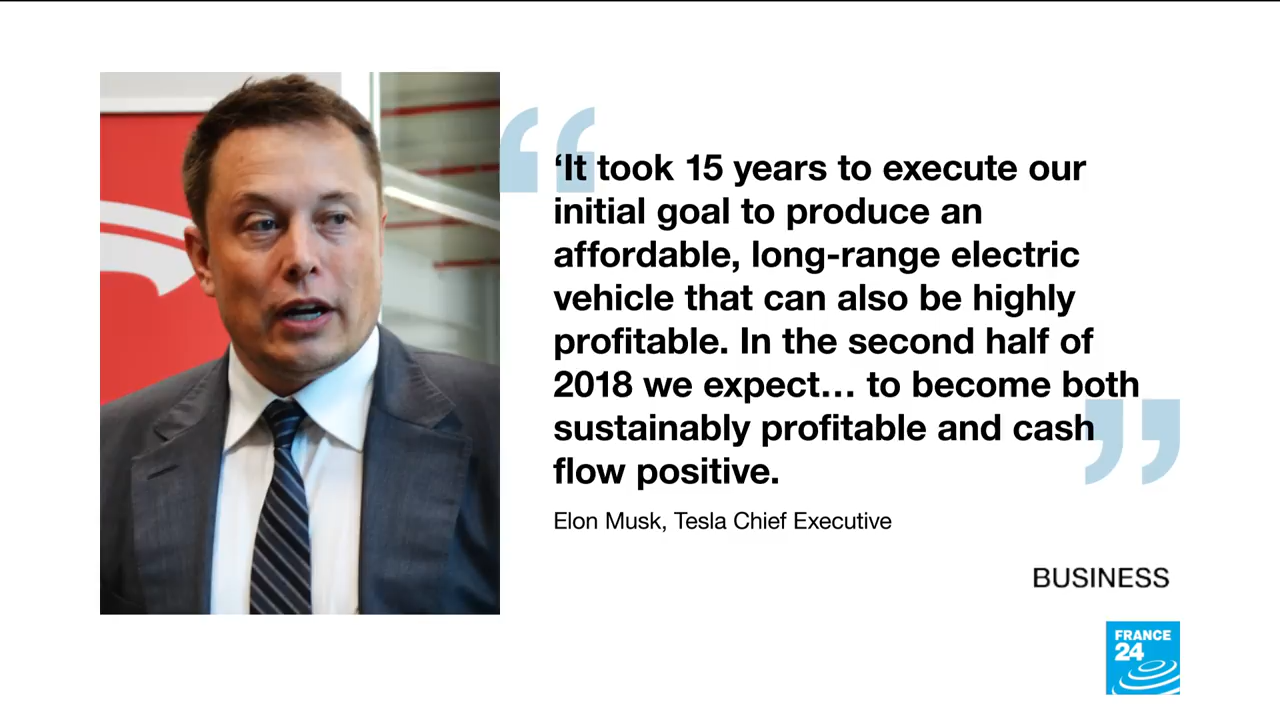 ‘It took 15 years to execute our
initial goal to produce an
affordable, long-range electric
vehicle that can also be highly
profitable. In the second half of
2018 we expect… to become both
sustainably profitable and cash
flow positive.
Elon Musk, Tesla Chief Executive
BUSINESS
FRANCE
24